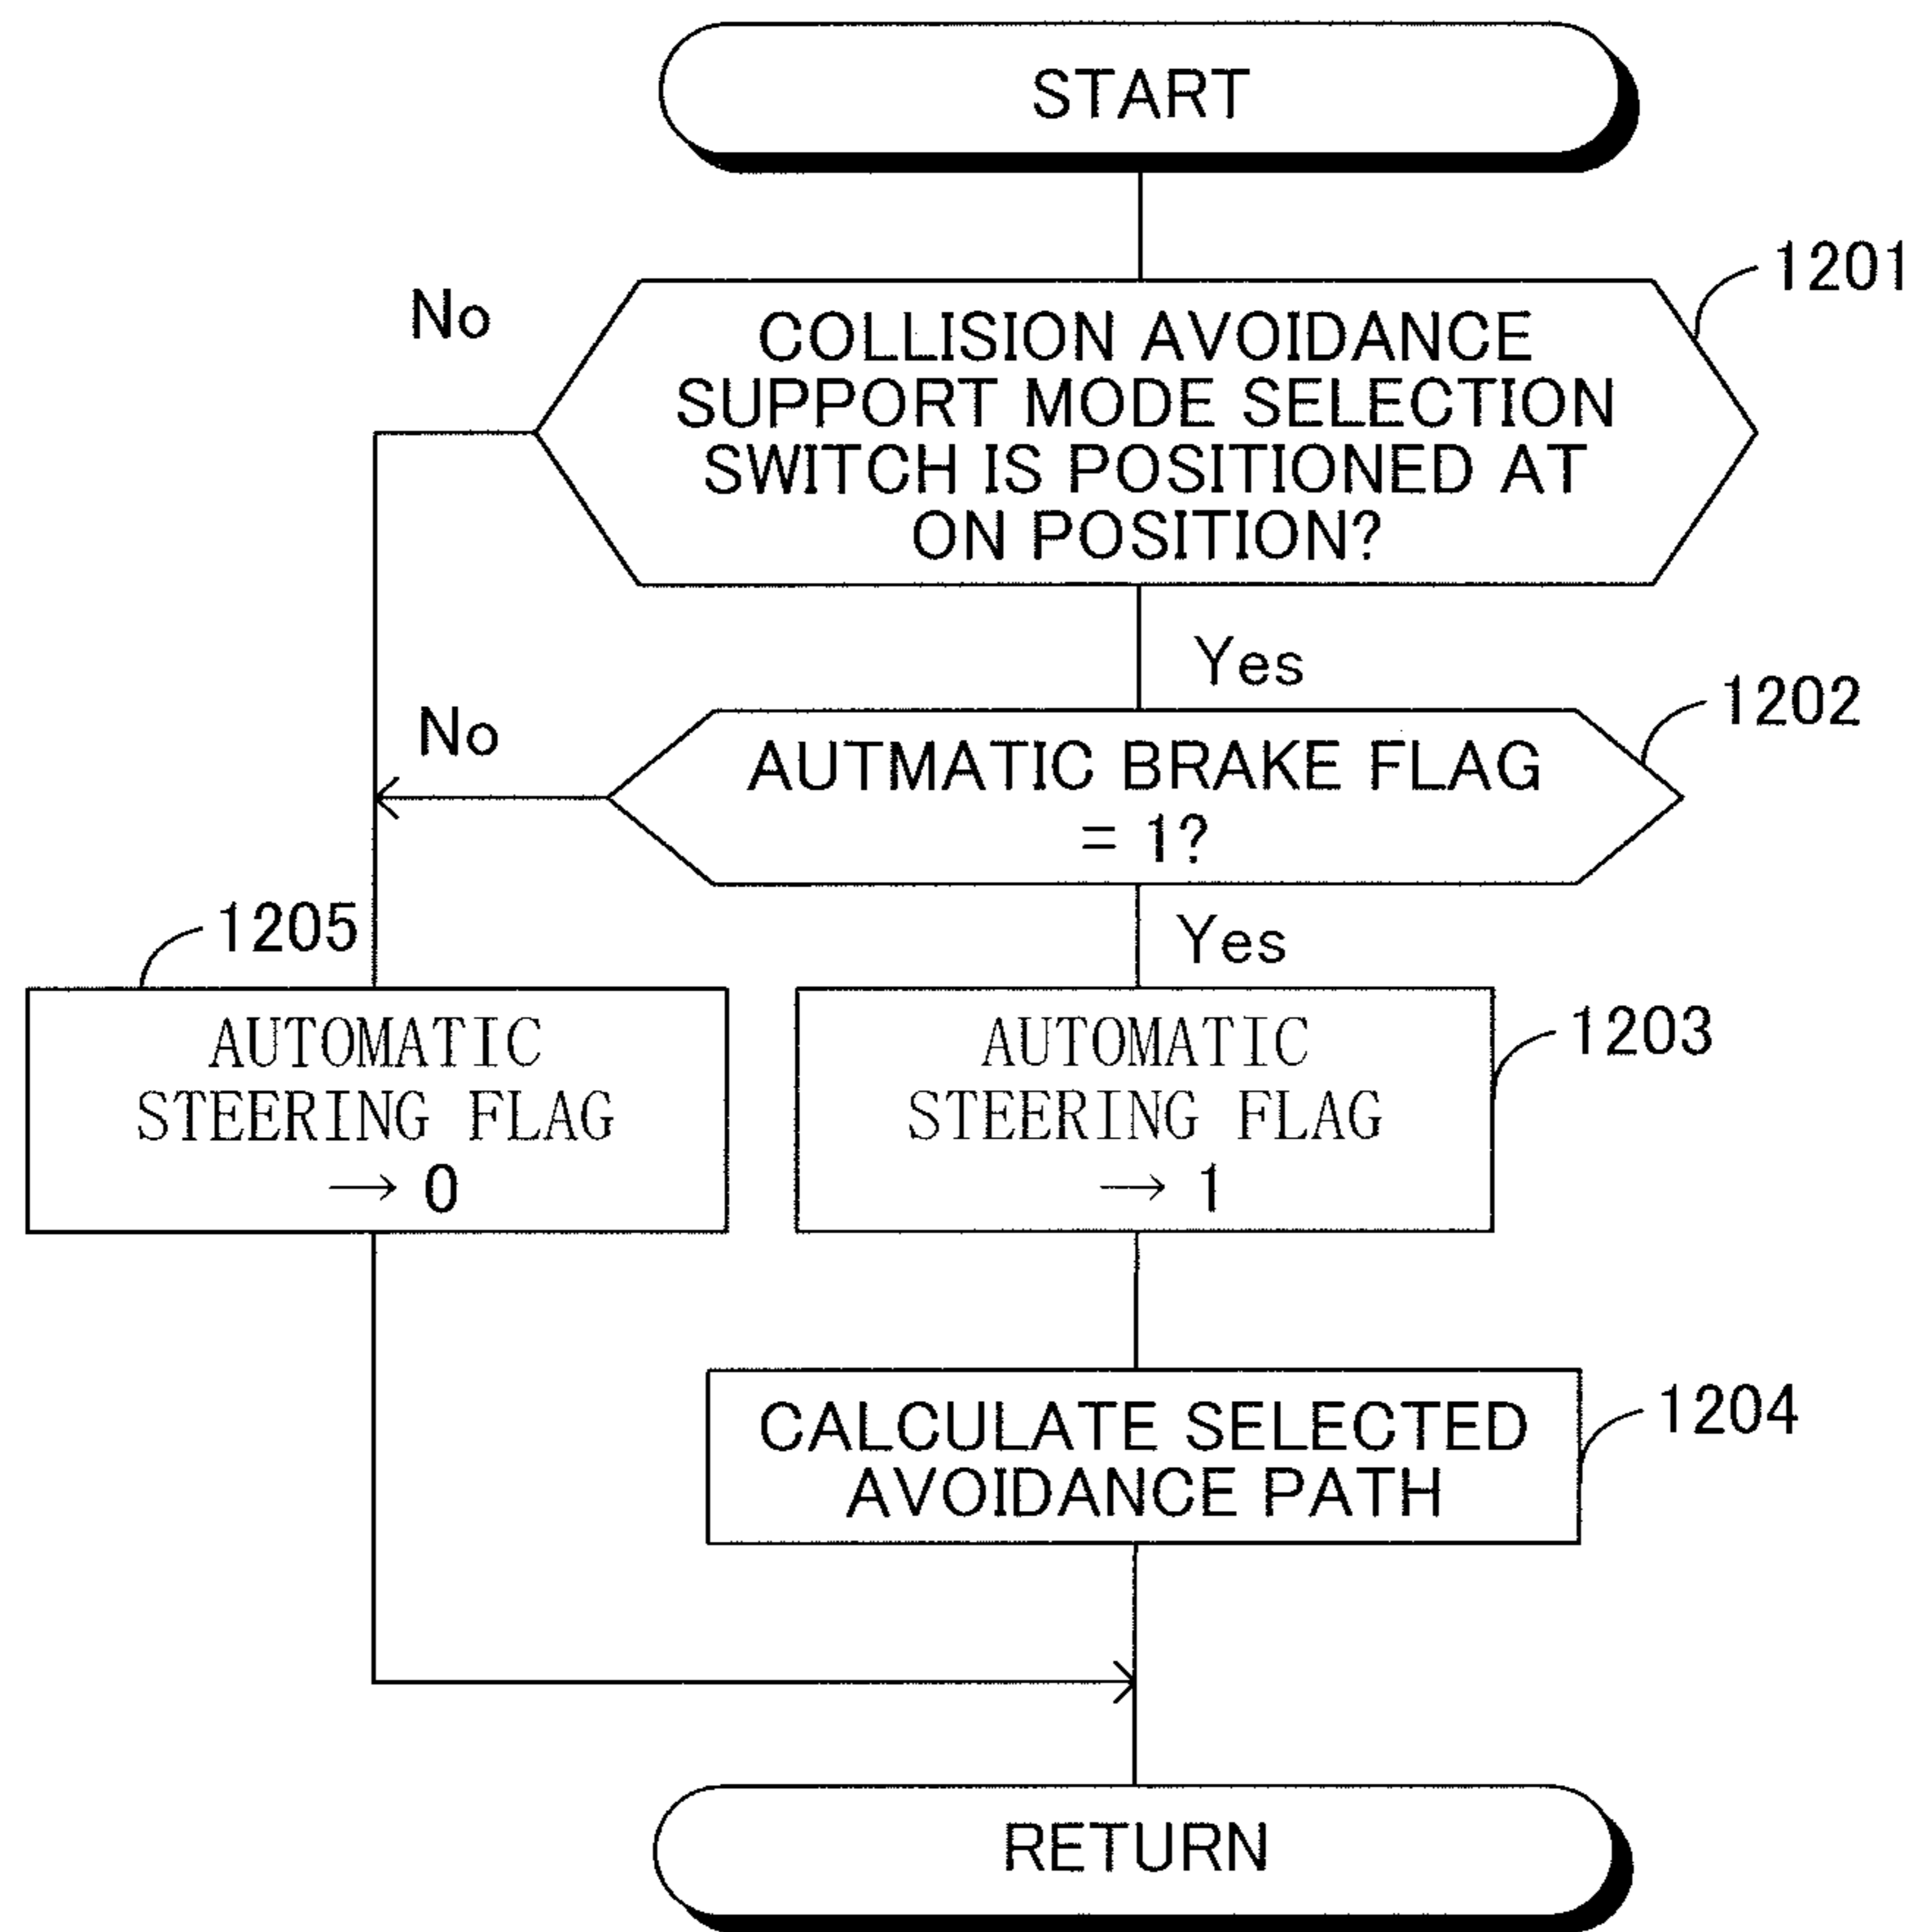 START
1201
No
COLLISION AVOIDANCE
SUPPORT MODE SELECTION
SWITCH IS POSITIONED AT
ON POSITION?
Yes
1202
No
AUTMATIC BRAKE FLAG
= 1?
Yes
1205
AUTOMATIC
STEERING FLAG
→ 0
1203
AUTOMATIC
STEERING FLAG
→ 1
1204
CALCULATE SELECTED
AVOIDANCE PATH
RETURN